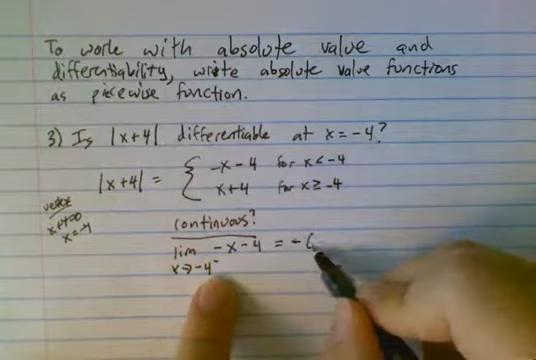 To work with absolute value and
differentiability, write absolute value functions
as piecewise function.
3) Is |x+4| differentiable at x = -4?
|x+4| = { -x-4 for x < -4
x+4 for x ≥ -4
vertex
x+4=0
x=-4
continuous?
lim -x-4 = -(
x→-4⁻